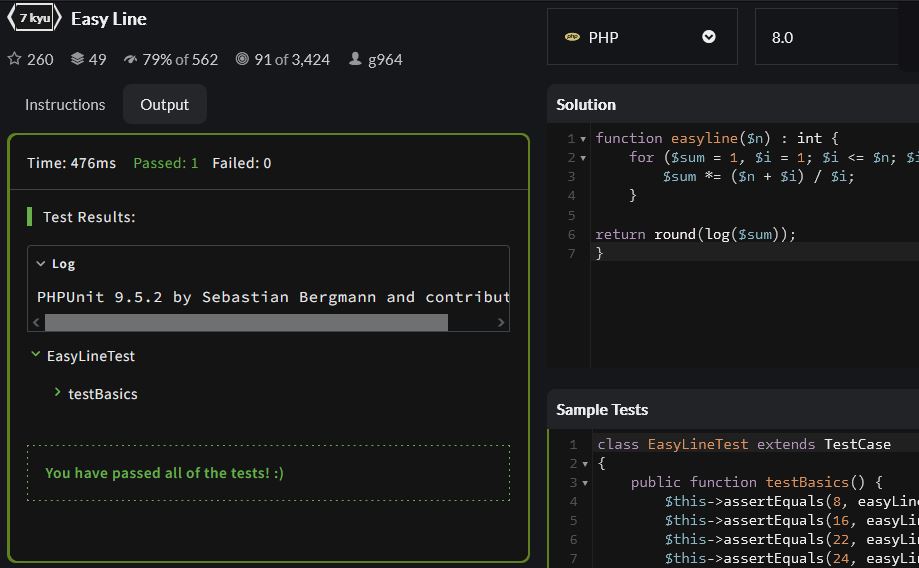 7 kyu Easy Line
260 49 79% of 562 91 of 3,424 g964
Instructions Output
Time: 476ms Passed: 1 Failed: 0
Test Results:
Log
PHPUnit 9.5.2 by Sebastian Bergmann and contribut
EasyLineTest
testBasics
You have passed all of the tests! :)
php PHP
8.0
Solution
1 function easyline($n) : int {
2 for ($sum = 1, $i = 1; $i <= $n; $i
3 $sum *= ($n + $i) / $i;
4 }
5
6 return round(log($sum));
7 }
Sample Tests
1 class EasyLineTest extends TestCase
2 {
3 public function testBasics() {
4 $this->assertEquals(8, easyLin
5 $this->assertEquals(16, easyLi
6 $this->assertEquals(22, easyLi
7 $this->assertEquals(24, easyLi